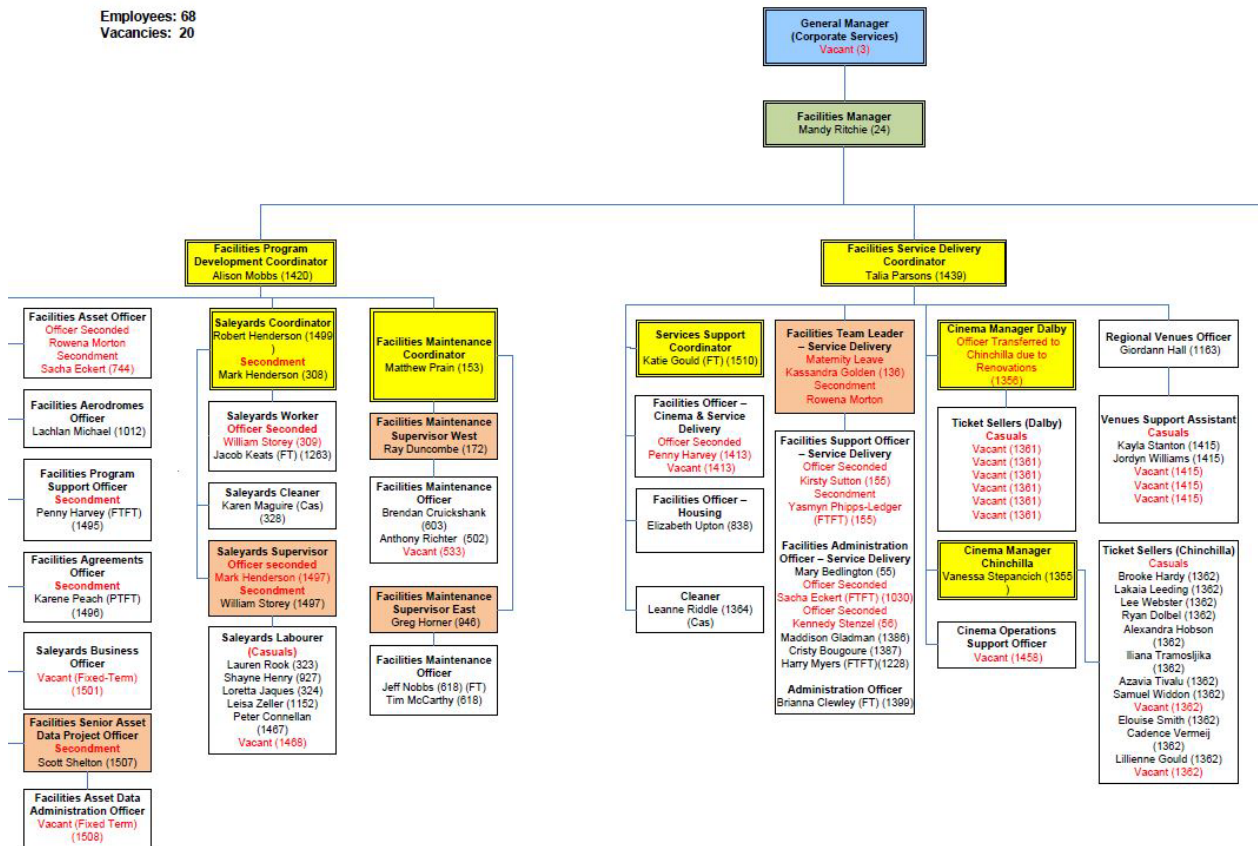 Employees: 68
Vacancies: 20
General Manager
(Corporate Services)
Vacant (3)
Facilities Manager
Mandy Ritchie (24)
Facilities Program
Development Coordinator
Alison Mobbs (1420)
Facilities Service Delivery
Coordinator
Talia Parsons (1439)
Facilities Asset Officer
Officer Seconded
Rowena Morton
Secondment
Sacha Eckert (744)
Facilities Aerodromes
Officer
Lachlan Michael (1012)
Facilities Program
Support Officer
Secondment
Penny Harvey (FTFT)
(1495)
Facilities Agreements
Officer
Secondment
Karene Peach (PTFT)
(1496)
Saleyards Business
Officer
Vacant (Fixed-Term)
(1501)
Facilities Senior Asset
Data Project Officer
Secondment
Scott Shelton (1507)
Facilities Asset Data
Administration Officer
Vacant (Fixed Term)
(1508)
Saleyards Coordinator
Robert Henderson (1499
)
Secondment
Mark Henderson (308)
Saleyards Worker
Officer Seconded
William Storey (309)
Jacob Keats (FT) (1263)
Saleyards Cleaner
Karen Maguire (Cas)
(328)
Saleyards Supervisor
Officer seconded
Mark Henderson (1497)
Secondment
William Storey (1497)
Saleyards Labourer
(Casuals)
Lauren Rook (323)
Shayne Henry (927)
Loretta Jaques (324)
Leisa Zeller (1152)
Peter Connellan
(1467)
Vacant (1468)
Facilities Maintenance
Coordinator
Matthew Prain (153)
Facilities Maintenance
Supervisor West
Ray Duncombe (172)
Facilities Maintenance
Officer
Brendan Cruickshank
(603)
Anthony Richter (502)
Vacant (533)
Facilities Maintenance
Supervisor East
Greg Horner (946)
Facilities Maintenance
Officer
Jeff Nobbs (618) (FT)
Tim McCarthy (618)
Services Support
Coordinator
Katie Gould (FT) (1510)
Facilities Officer –
Cinema & Service
Delivery
Officer Seconded
Penny Harvey (1413)
Vacant (1413)
Facilities Officer –
Housing
Elizabeth Upton (838)
Cleaner
Leanne Riddle (1364)
(Cas)
Facilities Team Leader
– Service Delivery
Maternity Leave
Kassandra Golden (136)
Secondment
Rowena Morton
Facilities Support Officer
– Service Delivery
Officer Seconded
Kirsty Sutton (155)
Secondment
Yasmyn Phipps-Ledger
(FTFT) (155)
Facilities Administration
Officer – Service Delivery
Mary Bedlington (55)
Officer Seconded
Sacha Eckert (FTFT) (1030)
Officer Seconded
Kennedy Stenzel (56)
Maddison Gladman (1386)
Cristy Bougoure (1387)
Harry Myers (FTFT)(1228)
Administration Officer
Brianna Clewley (FT) (1399)
Cinema Manager Dalby
Officer Transferred to
Chinchilla due to
Renovations
(1356)
Ticket Sellers (Dalby)
Casuals
Vacant (1361)
Vacant (1361)
Vacant (1361)
Vacant (1361)
Vacant (1361)
Vacant (1361)
Cinema Manager
Chinchilla
Vanessa Stepancich (1355
)
Cinema Operations
Support Officer
Vacant (1458)
Regional Venues Officer
Giordann Hall (1163)
Venues Support Assistant
Casuals
Kayla Stanton (1415)
Jordyn Williams (1415)
Vacant (1415)
Vacant (1415)
Vacant (1415)
Ticket Sellers (Chinchilla)
Casuals
Brooke Hardy (1362)
Lakaia Leeding (1362)
Lee Webster (1362)
Ryan Dolbel (1362)
Alexandra Hobson
(1362)
Iliana Tramosljika
(1362)
Azavia Tivalu (1362)
Samuel Widdon (1362)
Vacant (1362)
Elouise Smith (1362)
Cadence Vermeij
(1362)
Lillienne Gould (1362)
Vacant (1362)